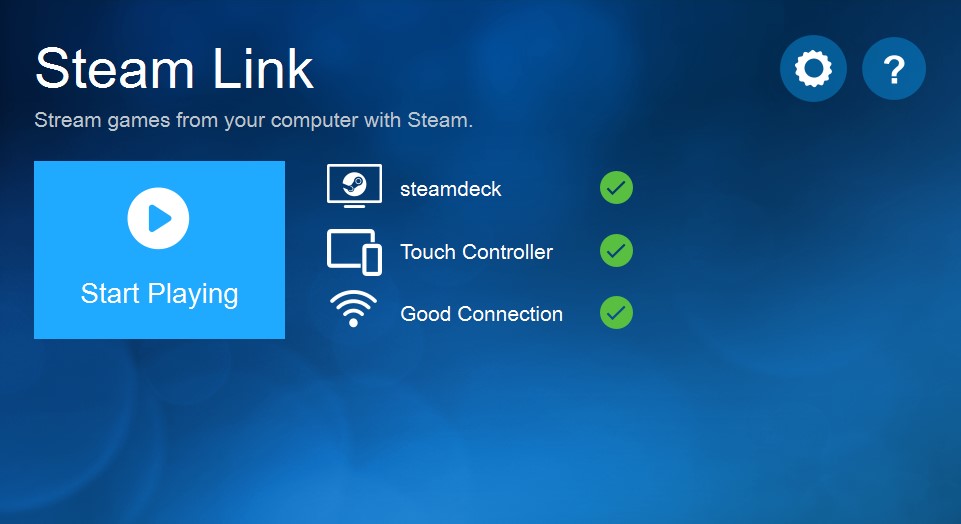 Steam Link
?
Stream games from your computer with Steam.
steamdeck
Touch Controller
Start Playing
Good Connection